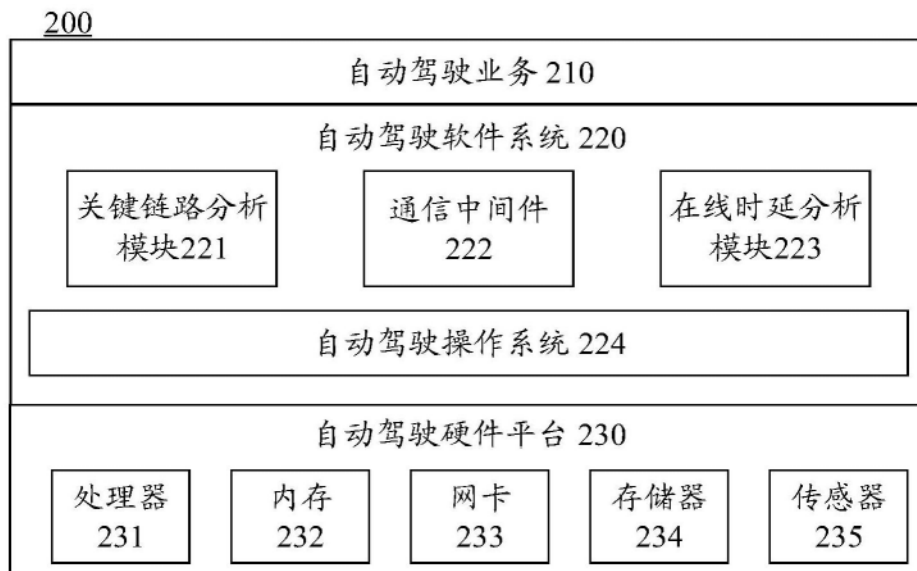 200
自动驾驶业务 210
自动驾驶软件系统 220
关键链路分析
模块221
通信中间件
222
在线时延分析
模块223
自动驾驶操作系统 224
自动驾驶硬件平台 230
处理器
231
内存
232
网卡
233
存储器
234
传感器
235